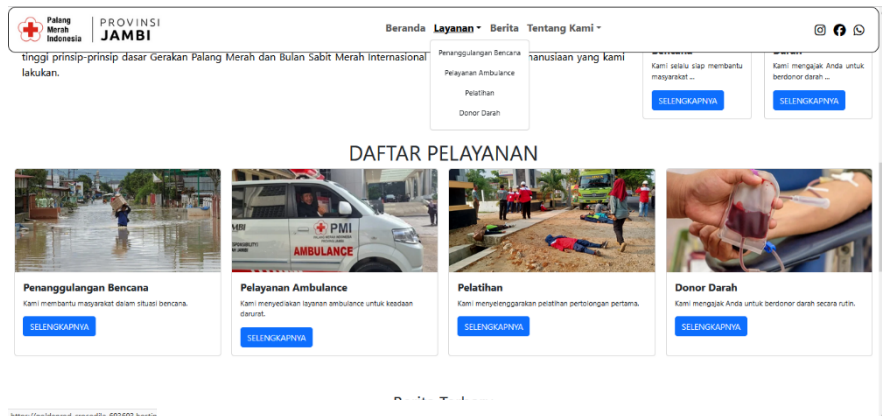 Palang
Merah
Indonesia
PROVINSI
JAMBI
Beranda Layanan Berita Tentang Kami
Penanggulangan Bencana
Pelayanan Ambulance
Pelatihan
Donor Darah
tinggi prinsip-prinsip dasar Gerakan Palang Merah dan Bulan Sabit Merah Internasional
manusiaan yang kami
lakukan.
Bencana
Kami selalu siap membantu
masyarakat ...
SELENGKAPNYA
Darah
Kami mengajak Anda untuk
berdonor darah ...
SELENGKAPNYA
DAFTAR PELAYANAN
PMI
AMBULANCE
Penanggulangan Bencana
Kami membantu masyarakat dalam situasi bencana.
SELENGKAPNYA
Pelayanan Ambulance
Kami menyediakan layanan ambulance untuk keadaan
darurat.
SELENGKAPNYA
Pelatihan
Kami menyelenggarakan pelatihan pertolongan pertama.
SELENGKAPNYA
Donor Darah
Kami mengajak Anda untuk berdonor darah secara rutin.
SELENGKAPNYA